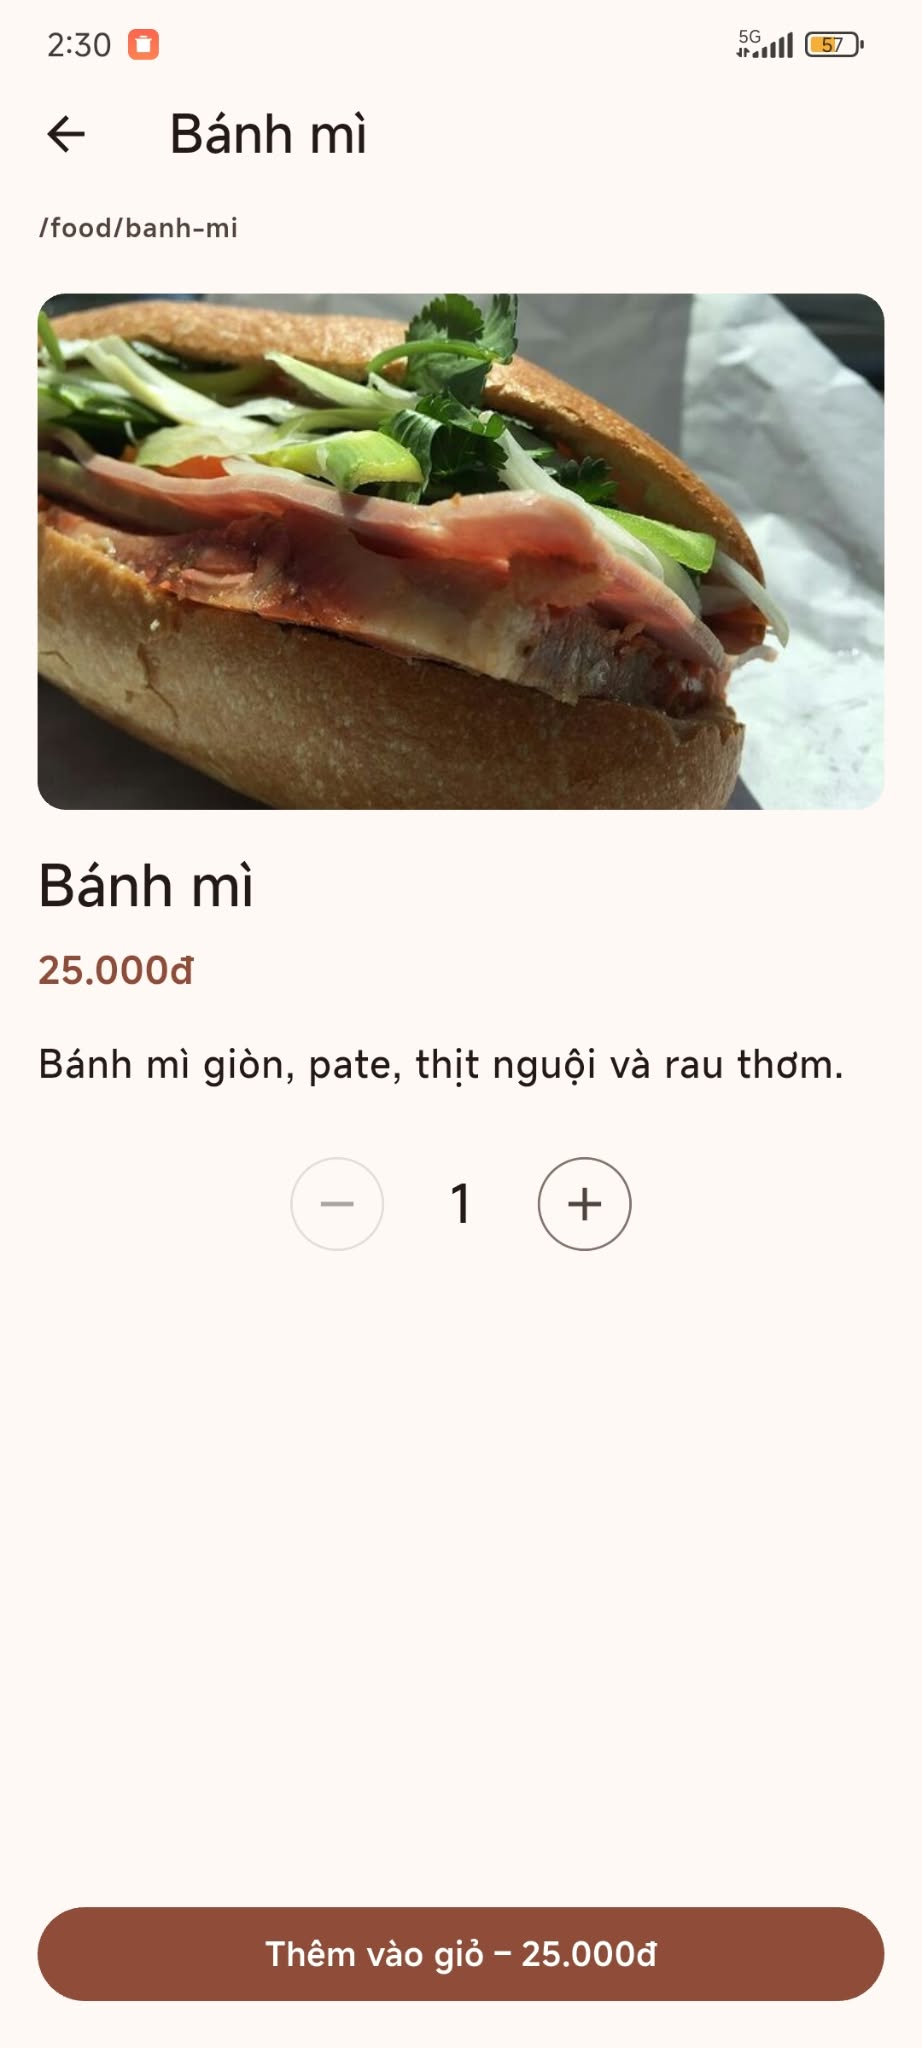 2:30
5G
57
Bánh mì
/food/banh-mi
Bánh mì
25.000đ
Bánh mì giòn, pate, thịt nguội và rau thơm.
1
Thêm vào giỏ – 25.000đ